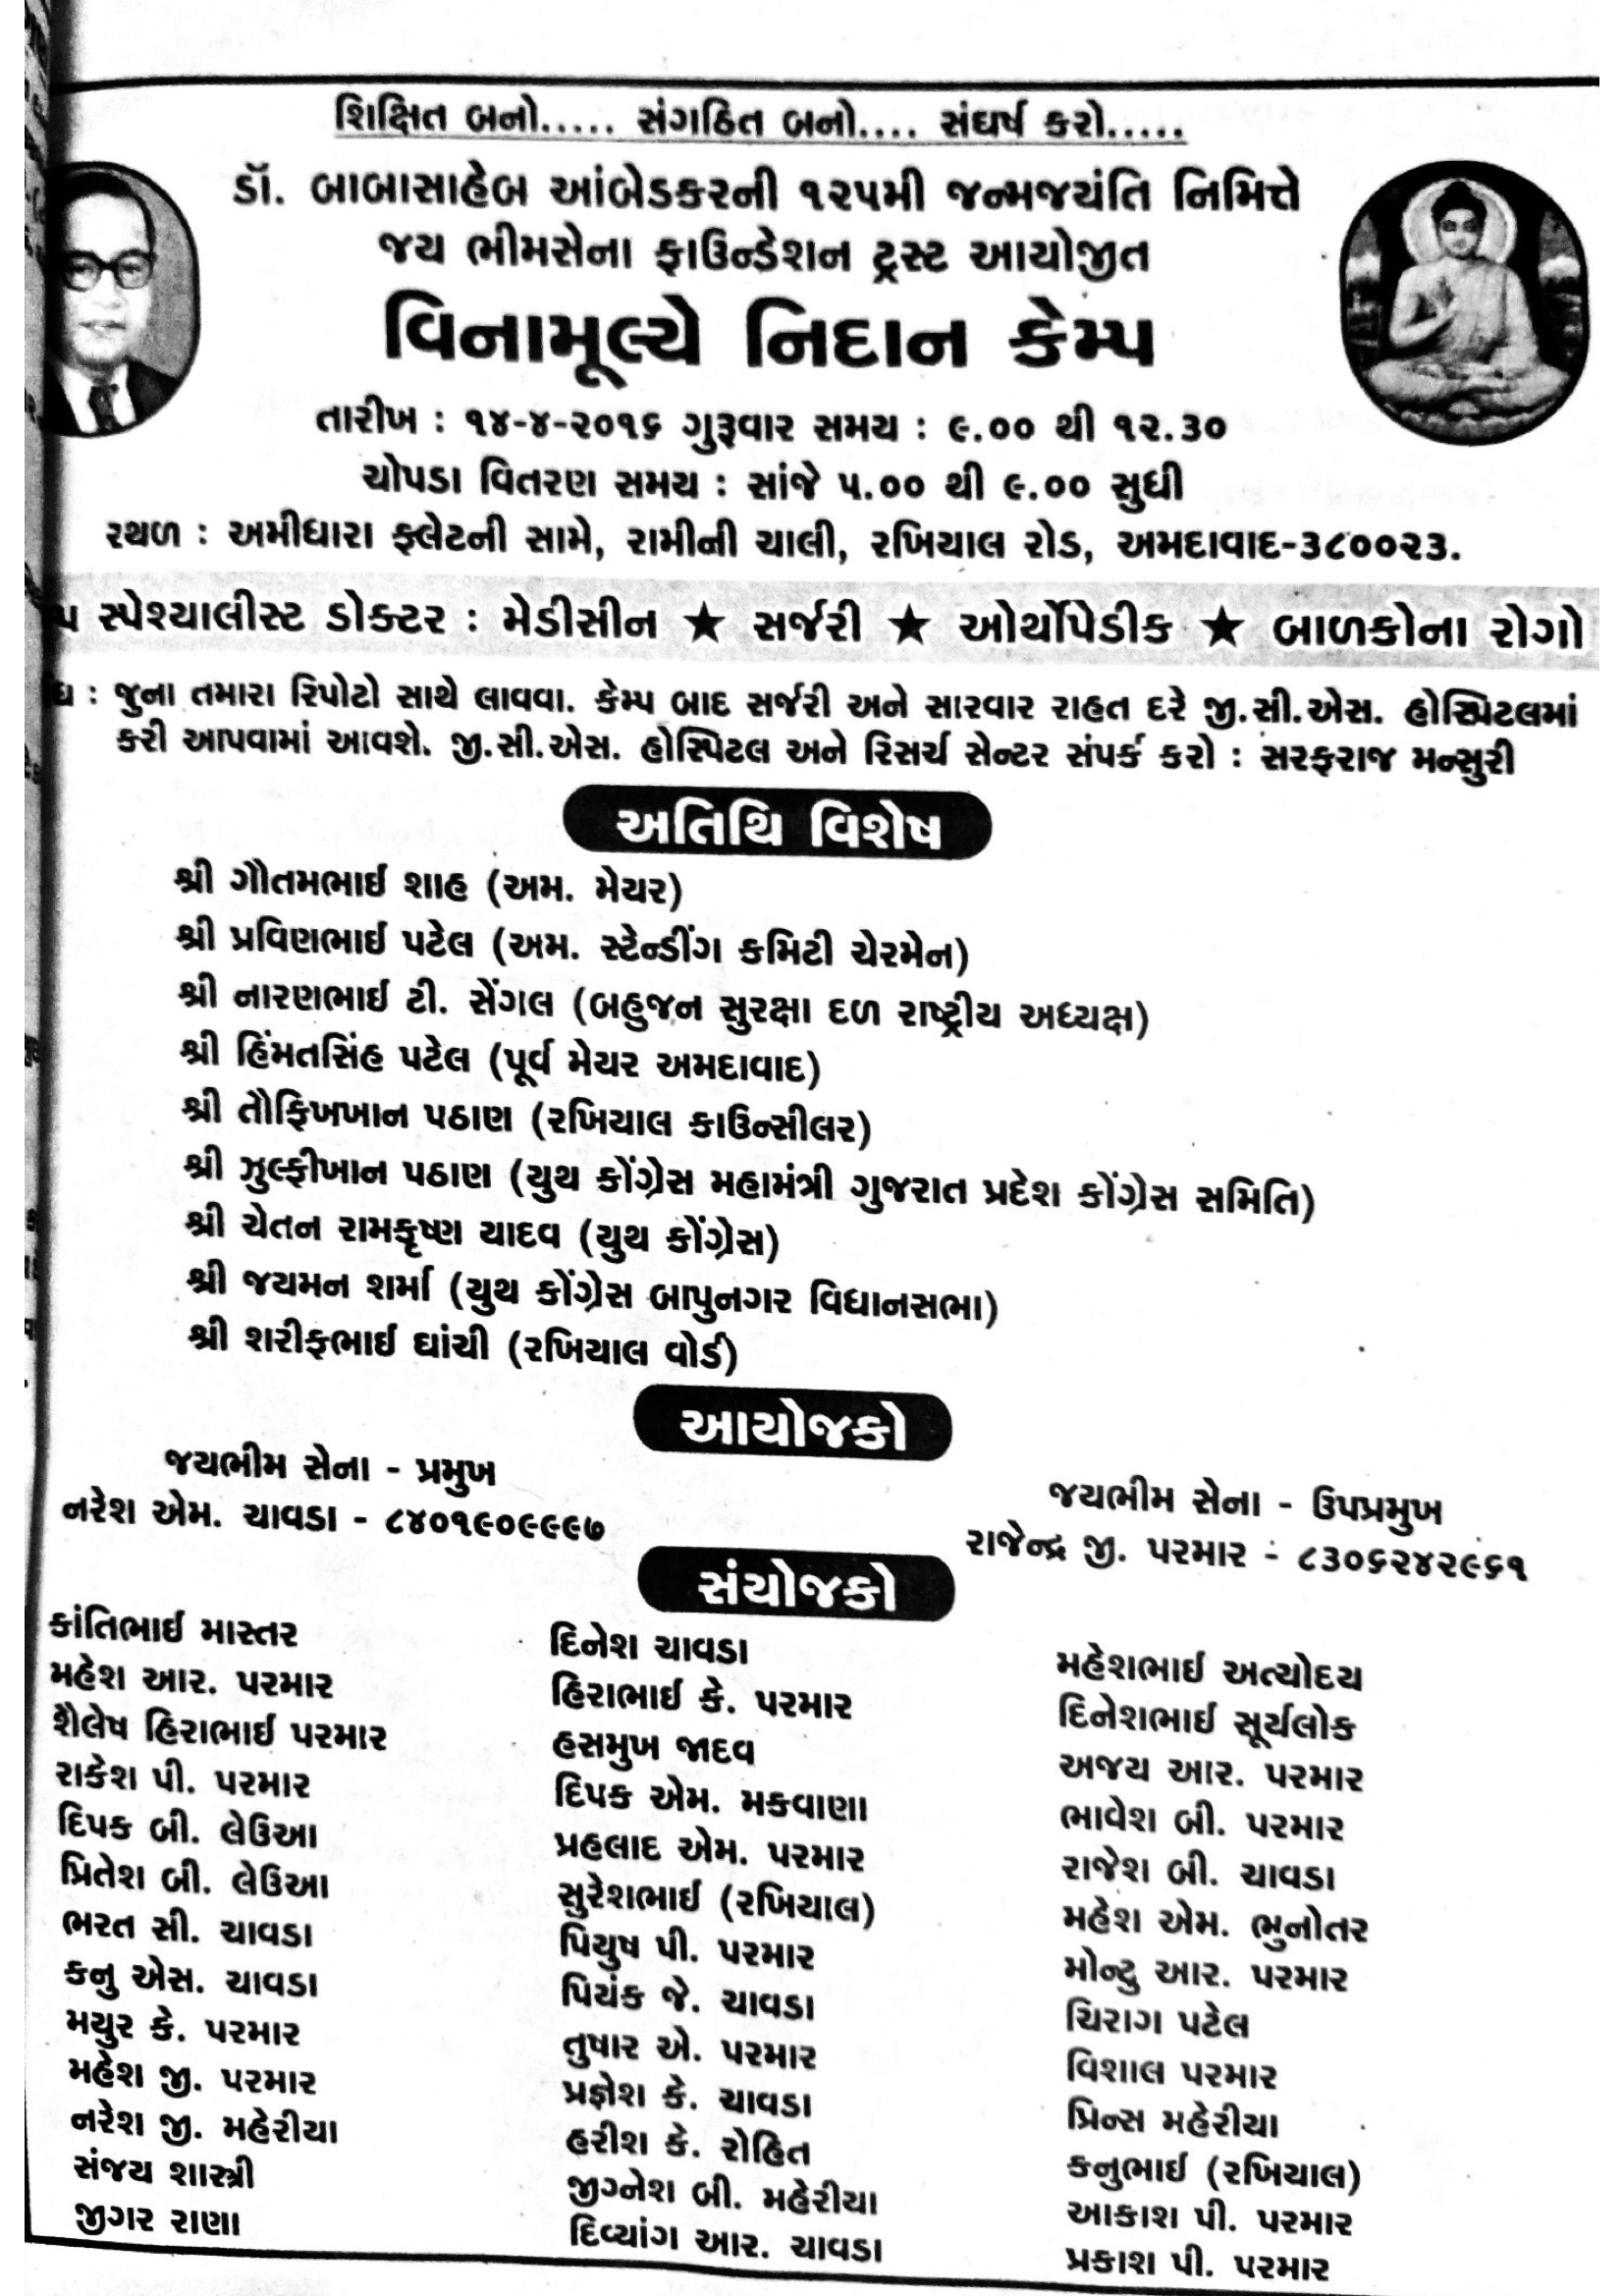 શિક્ષિત બનો..... સંગઠિત બનો.... સંઘર્ષ કરો.....
ડૉ. બાબાસાહેબ આંબેડકરની ૧૨૫મી જન્મજયંતિ નિમિત્તે
જય ભીમસેના ફાઉન્ડેશન ટ્રસ્ટ આયોજીત
વિનામૂલ્યે નિદાન કેમ્પ
તારીખ : ૧૪-૪-૨૦૧૬ ગુરૂવાર સમય : ૯.૦૦ થી ૧૨.૩૦
ચોપડા વિતરણ સમય : સાંજે ૫.૦૦ થી ૯.૦૦ સુધી
સ્થળ : અમીધારા ફ્લેટની સામે, રામીની ચાલી, રખિયાલ રોડ, અમદાવાદ-૩૮૦૦૨૩.
સ્પેશ્યાલીસ્ટ ડોક્ટર : મેડીસીન ★ સર્જરી ★ ઓર્થોપેડીક ★ બાળકોના રોગો
: જુના તમારા રિપોટો સાથે લાવવા. કેમ્પ બાદ સર્જરી અને સારવાર રાહત દરે જી.સી.એસ. હોસ્પિટલમાં
કરી આપવામાં આવશે. જી.સી.એસ. હોસ્પિટલ અને રિસર્ચ સેન્ટર સંપર્ક કરો : સરફરાજ મન્સુરી
અતિથિ વિશેષ
શ્રી ગૌતમભાઈ શાહ (અમ. મેયર)
શ્રી પ્રવિણભાઈ પટેલ (અમ. સ્ટેન્ડીંગ કમિટી ચેરમેન)
શ્રી નારણભાઈ ટી. સેંગલ (બહુજન સુરક્ષા દળ રાષ્ટ્રીય અધ્યક્ષ)
શ્રી હિંમતસિંહ પટેલ (પૂર્વ મેયર અમદાવાદ)
શ્રી તૌફિખખાન પઠાણ (રખિયાલ કાઉન્સીલર)
શ્રી ઝુલ્ફીખાન પઠાણ (યુથ કોંગ્રેસ મહામંત્રી ગુજરાત પ્રદેશ કોંગ્રેસ સમિતિ)
શ્રી ચેતન રામકૃષ્ણ યાદવ (યુથ કોંગ્રેસ)
શ્રી જયમન શર્મા (યુથ કોંગ્રેસ બાપુનગર વિધાનસભા)
શ્રી શરીફભાઈ ઘાંચી (રખિયાલ વોર્ડ)
આયોજકો
જયભીમ સેના - પ્રમુખ
નરેશ એમ. ચાવડા - ૮૪૦૧૯૦૯૯૯૭
જયભીમ સેના - ઉપપ્રમુખ
રાજેન્દ્ર જી. પરમાર - ૮૩૦૬૨૪૨૯૬૧
સંયોજકો
કાંતિભાઈ માસ્તર
મહેશ આર. પરમાર
શૈલેષ હિરાભાઈ પરમાર
રાકેશ પી. પરમાર
દિપક બી. લેઉઆ
પ્રિતેશ બી. લેઉઆ
ભરત સી. ચાવડા
કનુ એસ. ચાવડા
મયુર કે. પરમાર
મહેશ જી. પરમાર
નરેશ જી. મહેરીયા
સંજય શાસ્ત્રી
જીગર રાણા
દિનેશ ચાવડા
હિરાભાઈ કે. પરમાર
હસમુખ જાદવ
દિપક એમ. મકવાણા
પ્રહલાદ એમ. પરમાર
સુરેશભાઈ (રખિયાલ)
પિયુષ પી. પરમાર
પિયંક જે. ચાવડા
તુષાર એ. પરમાર
પ્રજ્ઞેશ કે. ચાવડા
હરીશ કે. રોહિત
જીગ્નેશ બી. મહેરીયા
દિવ્યાંગ આર. ચાવડા
મહેશભાઈ અત્યોદય
દિનેશભાઈ સૂર્યલોક
અજય આર. પરમાર
ભાવેશ બી. પરમાર
રાજેશ બી. ચાવડા
મહેશ એમ. ભુનોતર
મોન્ટુ આર. પરમાર
ચિરાગ પટેલ
વિશાલ પરમાર
પ્રિન્સ મહેરીયા
કનુભાઈ (રખિયાલ)
આકાશ પી. પરમાર
પ્રકાશ પી. પરમાર